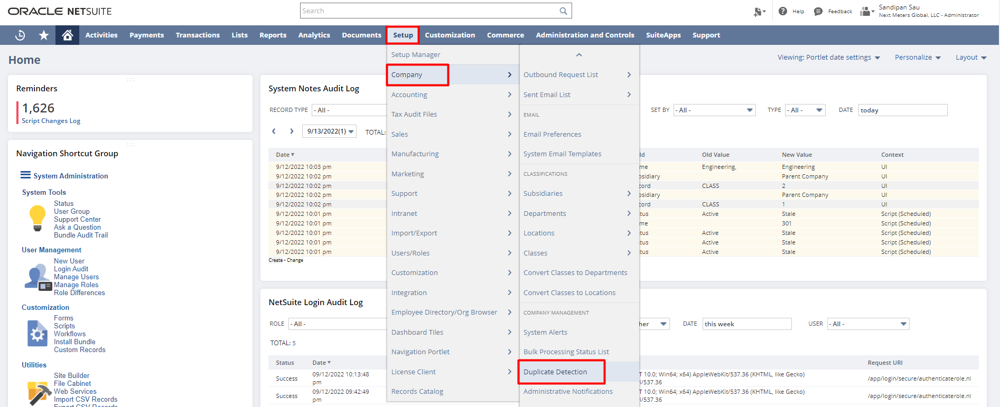 ORACLE NETSUITE
Search
Help
Feedback
Sandipan Sau
Next Meters Global, LLC - Administrator
Activities Payments Transactions Lists Reports Analytics Documents Setup Customization Commerce Administration and Controls SuiteApps Support
Home
Viewing: Portlet date settings Personalize Layout
Reminders
1,626
Script Changes Log
Navigation Shortcut Group
System Administration
System Tools
Status
User Group
Support Center
Ask a Question
Bundle Audit Trail
User Management
New User
Login Audit
Manage Users
Manage Roles
Role Differences
Customization
Forms
Scripts
Workflows
Install Bundle
Custom Records
Utilities
Site Builder
File Cabinet
Web Services
Import CSV Records
Export CSV Records
System Notes Audit Log
RECORD TYPE - All -
SET BY - All - TYPE - All - DATE today
9/13/2022(1) TOTAL:
Date
9/12/2022 10:03 pm
9/12/2022 10:02 pm
9/12/2022 10:02 pm
9/12/2022 10:02 pm
9/12/2022 10:02 pm
9/12/2022 10:01 pm
9/12/2022 10:01 pm
9/12/2022 10:01 pm
9/12/2022 10:01 pm
9/12/2022 10:01 pm
Create • Change
Setup Manager
Company
Accounting
Tax Audit Files
Sales
Manufacturing
Marketing
Support
Intranet
Import/Export
Users/Roles
Customization
Integration
Employee Directory/Org Browser
Dashboard Tiles
Navigation Portlet
License Client
Records Catalog
Outbound Request List
Sent Email List
EMAIL
Email Preferences
System Email Templates
CLASSIFICATIONS
Subsidiaries
Departments
Locations
Classes
Convert Classes to Departments
Convert Classes to Locations
COMPANY MANAGEMENT
System Alerts
Bulk Processing Status List
Duplicate Detection
Administrative Notifications
ld Old Value New Value Context
me Engineering, Engineering UI
osidiary Parent Company UI
cord CLASS 2 UI
osidiary Parent Company UI
cord CLASS 1 UI
tus Active Stale Script (Scheduled)
me 301 Script (Scheduled)
tus Active Stale Script (Scheduled)
tus Active Stale Script (Scheduled)
tus Active Stale Script (Scheduled)
NetSuite Login Audit Log
ROLE - All -
her DATE this week USER - All -
TOTAL: 5
Status Date Request URI
Success 09/12/2022 10:13:48 pm
T 10.0; Win64; x64) AppleWebKit/537.36 (KHTML, like Gecko)
ri/537.36
/app/login/secure/authenticaterole.nl
Success 09/12/2022 09:42:49 pm
T 10.0; Win64; x64) AppleWebKit/537.36 (KHTML, like Gecko)
ri/537.36
/app/login/secure/authenticaterole.nl